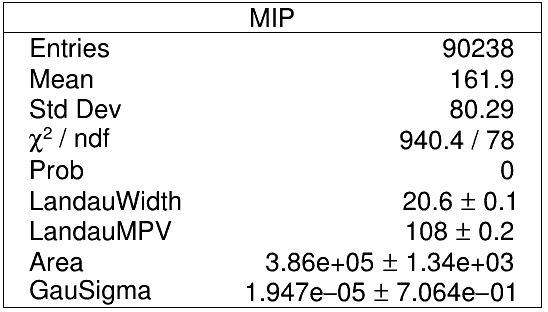 MIP
Entries 90238
Mean 161.9
Std Dev 80.29
χ² / ndf 940.4 / 78
Prob 0
LandauWidth 20.6 ± 0.1
LandauMPV 108 ± 0.2
Area 3.86e+05 ± 1.34e+03
GauSigma 1.947e−05 ± 7.064e−01